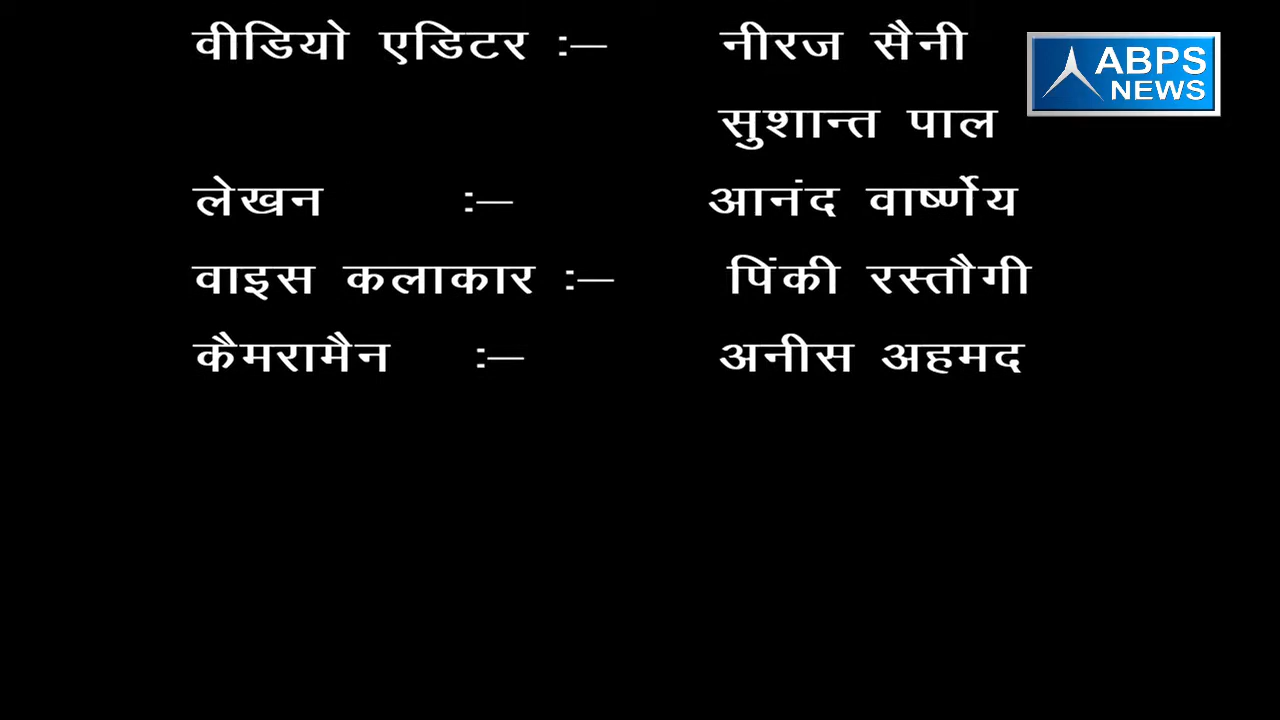 वीडियो एडिटर :– नीरज सैनी
ABPS
NEWS
सुशान्त पाल
लेखन :– आनंद वार्ष्णेय
वाइस कलाकार :– पिंकी रस्तौगी
कैमरामैन :– अनीस अहमद